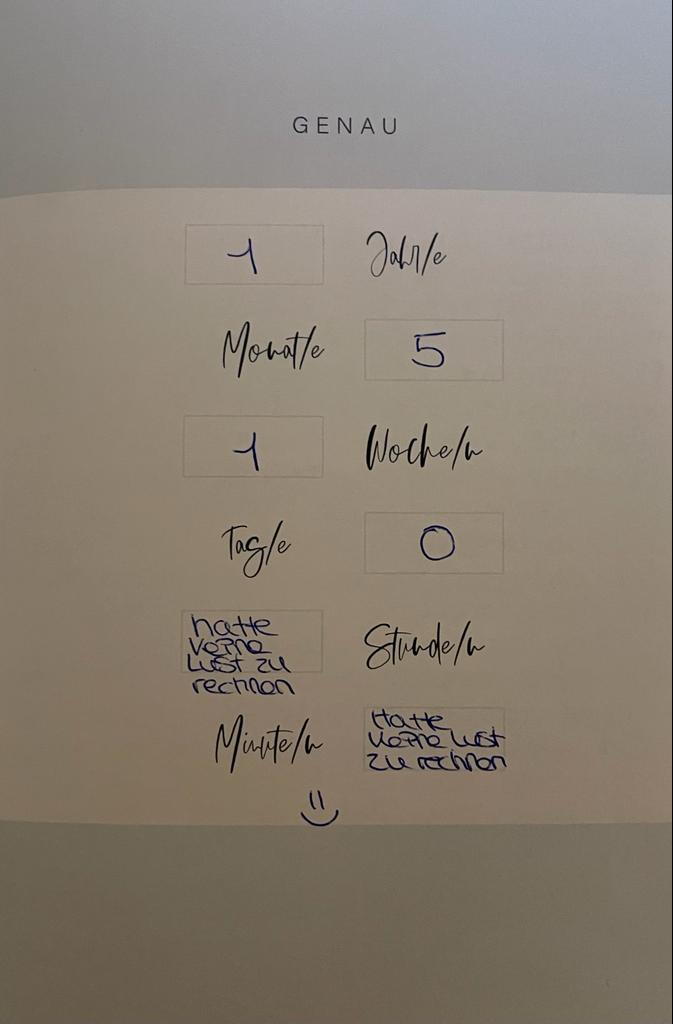 GENAU
1 Jahr/e
Monat/e 5
1 Woche/n
Tag/e 0
hatte
keine
Lust zu
rechnen
Stunde/n
Minute/n
Hatte
keine Lust
zu rechnen